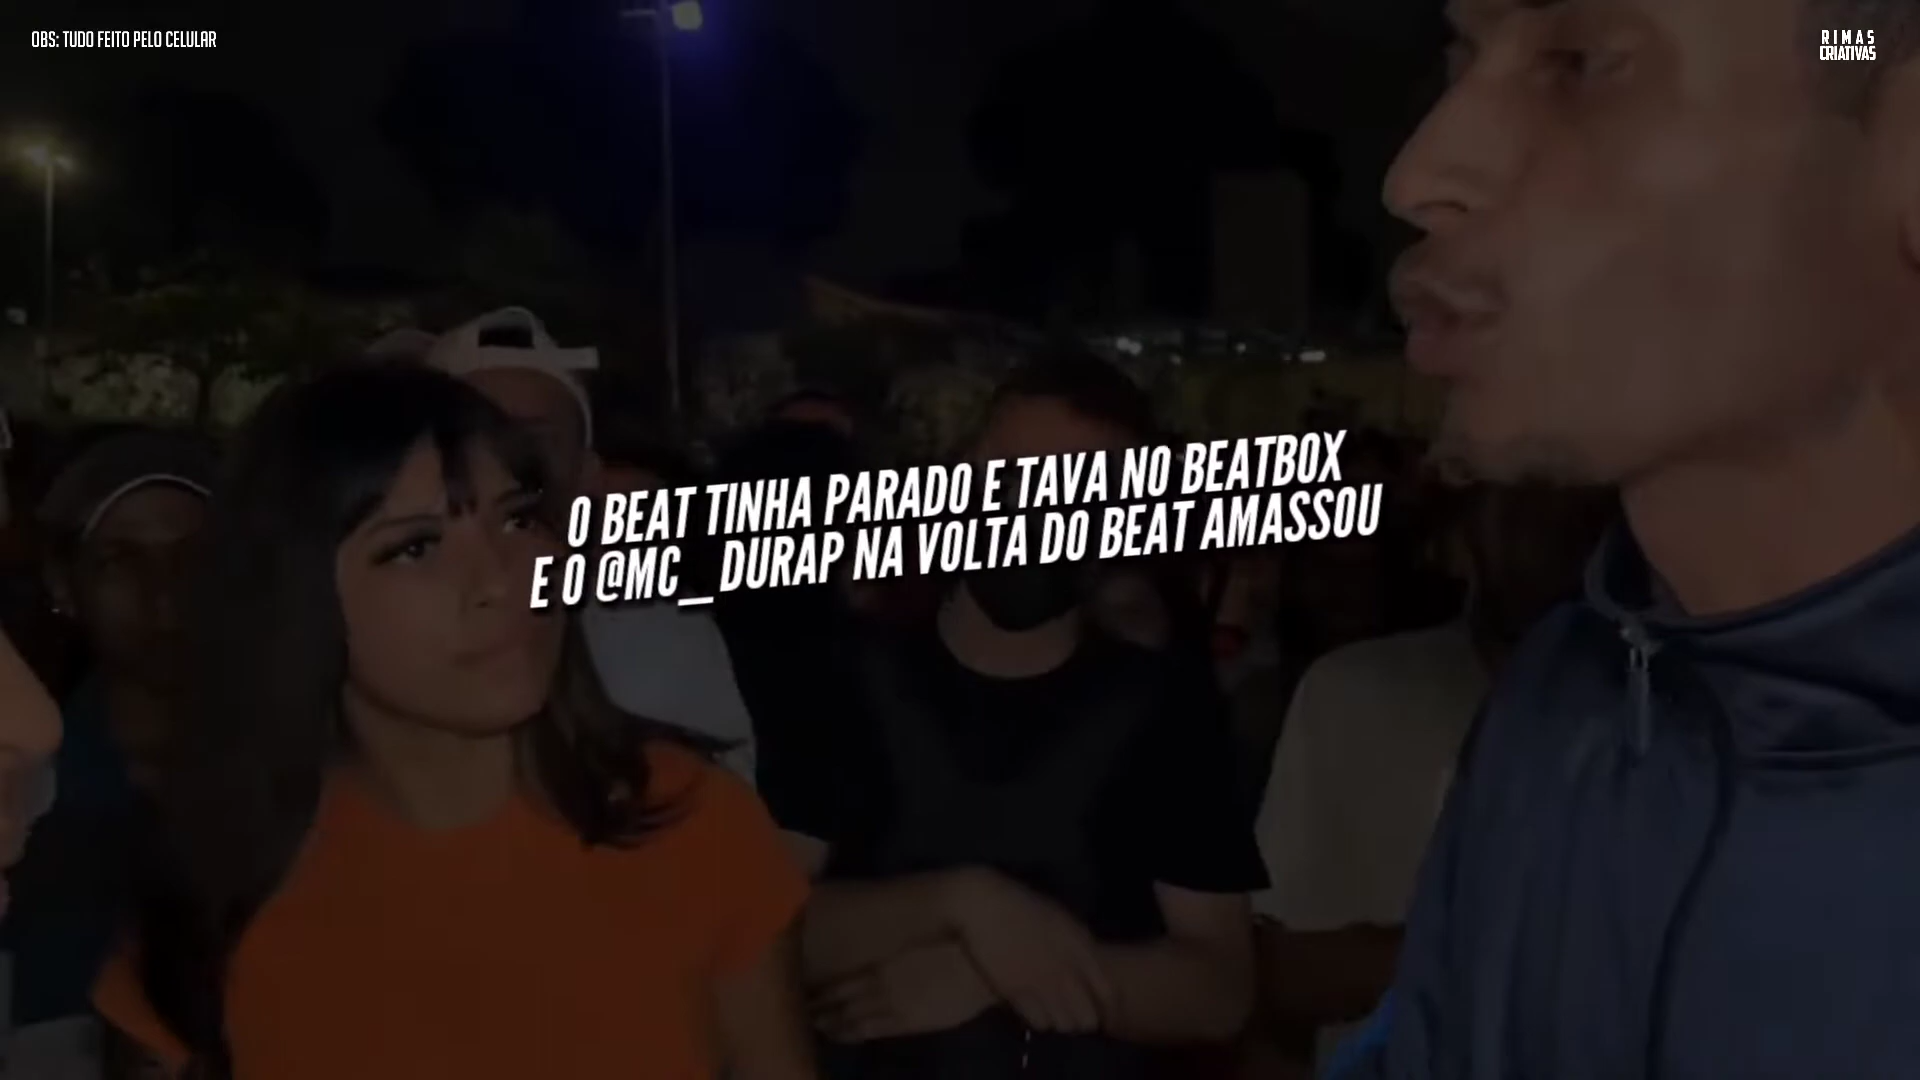 OBS: TUDO FEITO PELO CELULAR
RIMAS
CRIATIVAS
O BEAT TINHA PARADO E TAVA NO BEATBOX
E O @MC_DURAP NA VOLTA DO BEAT AMASSOU